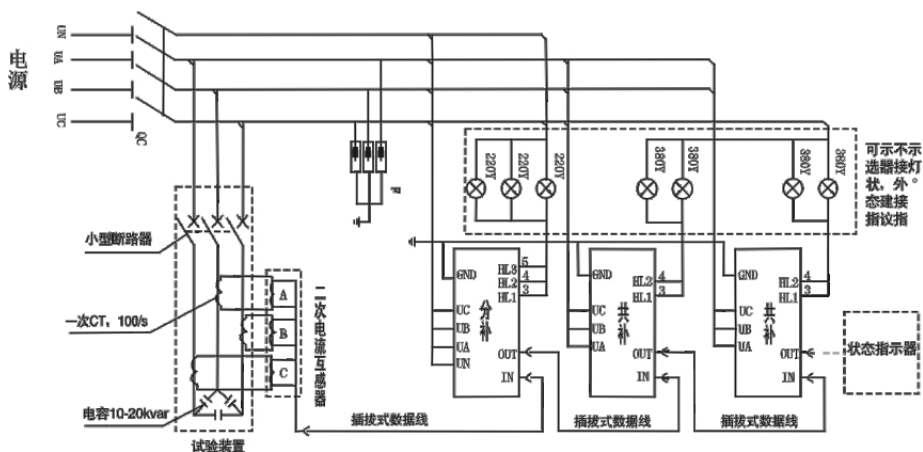 电源
UN
UA
UB
UC
QC
F
220V
220V
220V
380V
380V
380V
380V
可示不示
选器接灯
状，外。
态建接
指议指
小型断路器
一次CT，100/s
电容10-20kvar
试验装置
A
B
C
二次电流互感器
GND
HL3
HL2
HL1
5
4
3
UC
UB
UA
UN
分补
OUT
IN
GND
HL2
HL1
4
3
UC
UB
UA
共补
OUT
IN
GND
HL2
HL1
4
3
UC
UB
UA
共补
OUT
IN
状态指示器
插拔式数据线
插拔式数据线
插拔式数据线